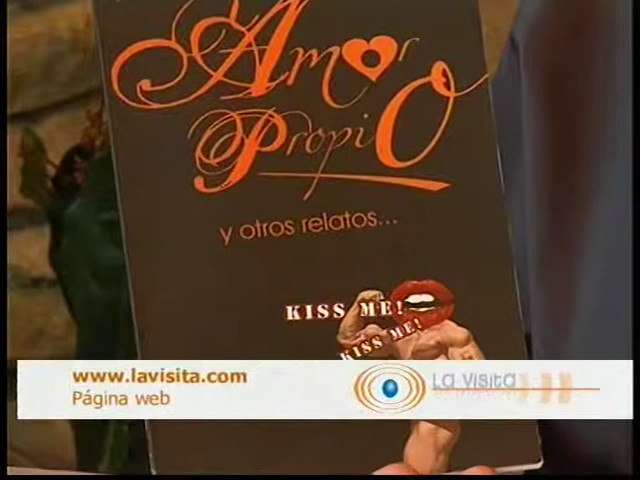 Amor
Propio
y otros relatos...
KISS ME!
KISS ME!
www.lavisita.com
Página web
La Visita